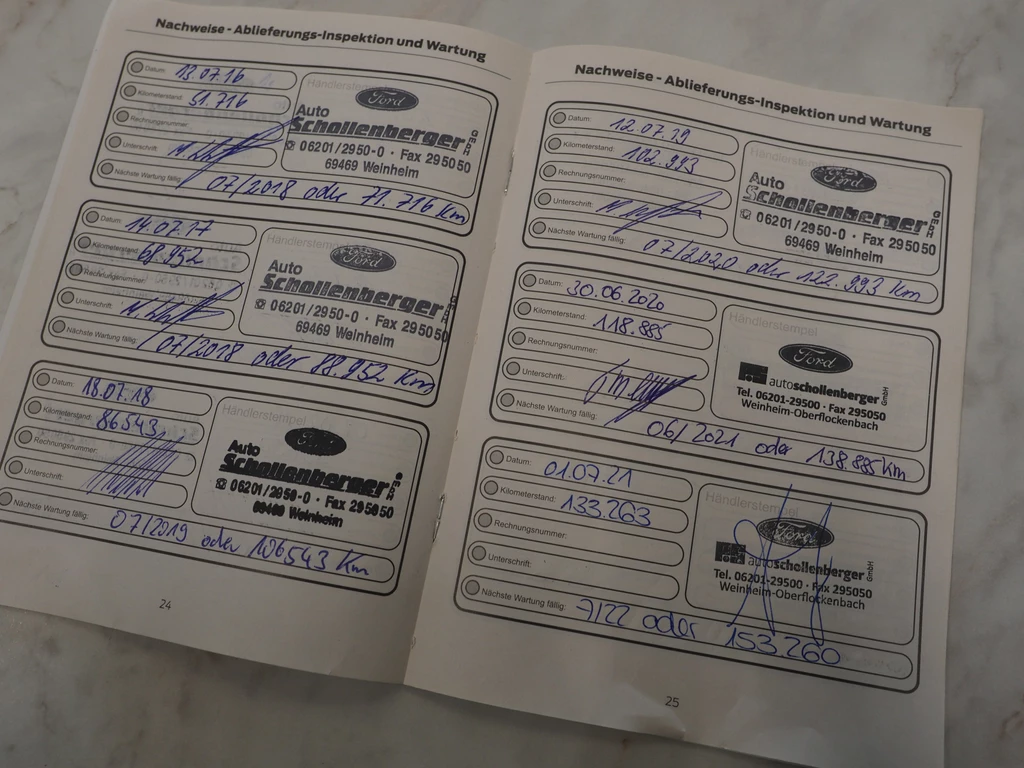 Nachweise - Ablieferungs-Inspektion und Wartung
Datum: 13.07.16
Kilometerstand: 51.716
Rechnungsnummer:
Unterschrift:
Nächste Wartung fällig: 07/2018 oder 71.716 Km
Händlerstempel
Ford
Auto
Schollenberger GmbH
☎ 06201/2950-0 · Fax 295050
69469 Weinheim
Datum: 14.07.17
Kilometerstand: 68.952
Rechnungsnummer:
Unterschrift:
Nächste Wartung fällig: 07/2018 oder 88.952 Km
Händlerstempel
Ford
Auto
Schollenberger GmbH
☎ 06201/2950-0 · Fax 295050
69469 Weinheim
Datum: 18.07.18
Kilometerstand: 86543
Rechnungsnummer:
Unterschrift:
Nächste Wartung fällig: 07/2019 oder 106543 Km
Händlerstempel
Ford
Auto
Schollenberger GmbH
☎ 06201/2950-0 · Fax 295050
69469 Weinheim
24
Nachweise - Ablieferungs-Inspektion und Wartung
Datum: 12.07.19
Kilometerstand: 102.993
Rechnungsnummer:
Unterschrift:
Nächste Wartung fällig: 07/2020 oder 122.993 Km
Händlerstempel
Ford
Auto
Schollenberger GmbH
☎ 06201/2950-0 · Fax 295050
69469 Weinheim
Datum: 30.06.2020
Kilometerstand: 118.885
Rechnungsnummer:
Unterschrift:
Nächste Wartung fällig: 06/2021 oder 138.885 Km
Händlerstempel
Ford
autoschollenberger GmbH
Tel. 06201-29500 · Fax 295050
Weinheim-Oberflockenbach
Datum: 01.07.21
Kilometerstand: 133.263
Rechnungsnummer:
Unterschrift:
Nächste Wartung fällig: 7/22 oder 153.260
Händlerstempel
Ford
autoschollenberger GmbH
Tel. 06201-29500 · Fax 295050
Weinheim-Oberflockenbach
25